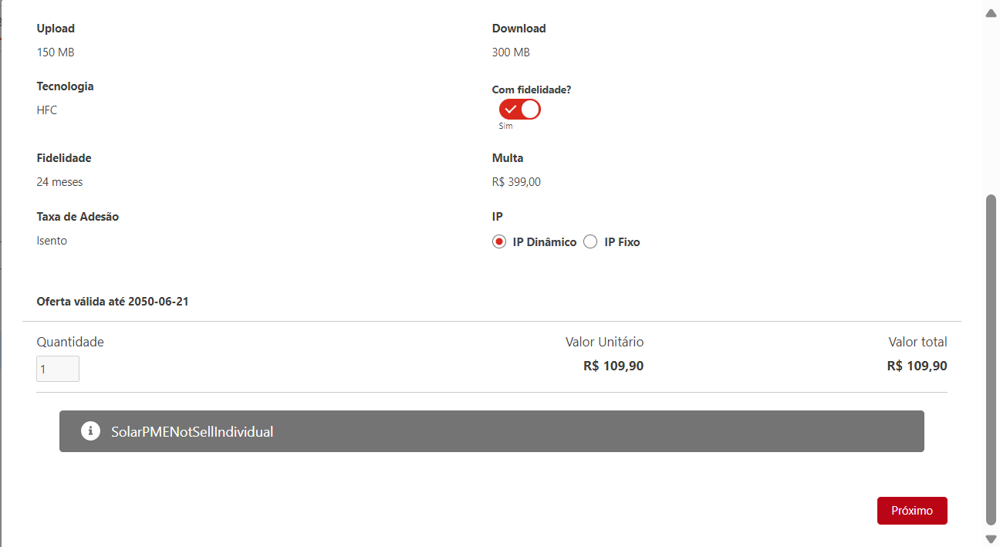 Upload
Download
150 MB
300 MB
Tecnologia
Com fidelidade?
HFC
Sim
Fidelidade
Multa
24 meses
R$ 399,00
Taxa de Adesão
IP
Isento
IP Dinâmico IP Fixo
Oferta válida até 2050-06-21
Quantidade
Valor Unitário
Valor total
1
R$ 109,90
R$ 109,90
SolarPMENotSellIndividual
Próximo